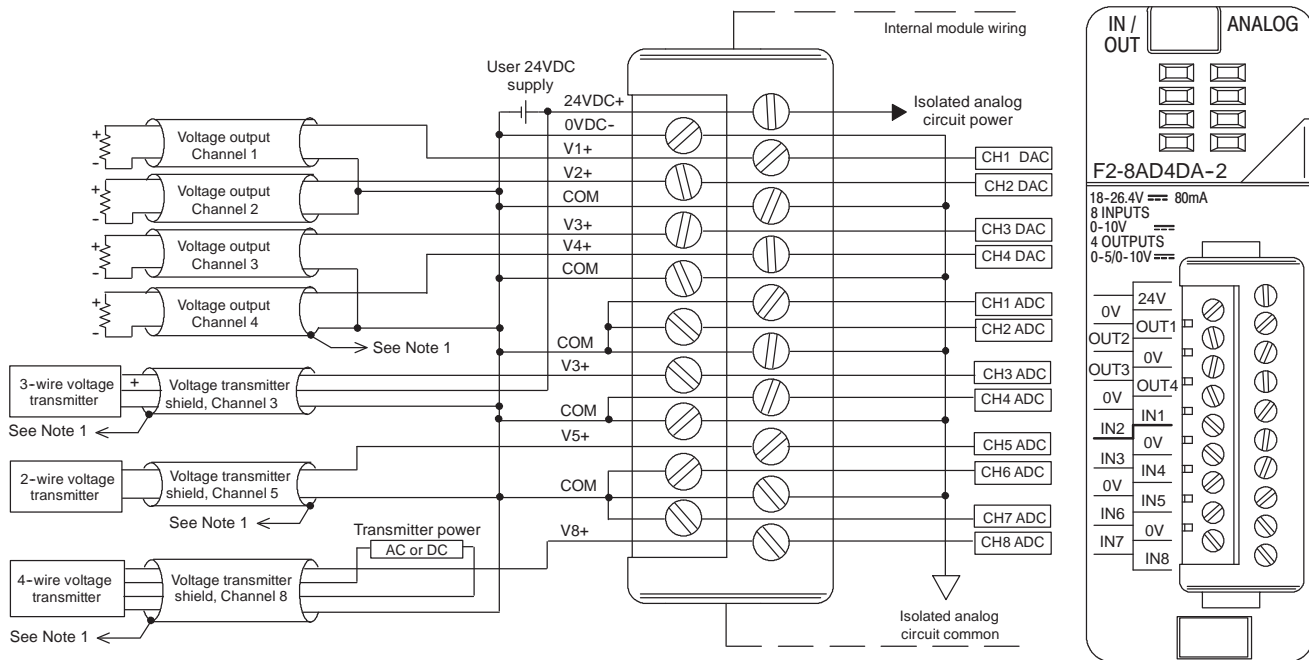 Internal module wiring
User 24VDC
supply
24VDC+
0VDC-
V1+
V2+
COM
V3+
V4+
COM
COM
V3+
COM
V5+
COM
V8+
Isolated analog
circuit power
+
-
Voltage output
Channel 1
+
-
Voltage output
Channel 2
+
-
Voltage output
Channel 3
+
-
Voltage output
Channel 4
See Note 1
3-wire voltage
transmitter
+
Voltage transmitter
shield, Channel 3
See Note 1
2-wire voltage
transmitter
Voltage transmitter
shield, Channel 5
See Note 1
Transmitter power
AC or DC
4-wire voltage
transmitter
Voltage transmitter
shield, Channel 8
See Note 1
CH1 DAC
CH2 DAC
CH3 DAC
CH4 DAC
CH1 ADC
CH2 ADC
CH3 ADC
CH4 ADC
CH5 ADC
CH6 ADC
CH7 ADC
CH8 ADC
Isolated analog
circuit common
IN /
OUT
ANALOG
F2-8AD4DA-2
18-26.4V 80mA
8 INPUTS
0-10V
4 OUTPUTS
0-5/0-10V
24V
0V
OUT1
OUT2
0V
OUT3
OUT4
0V
IN1
IN2
0V
IN3
IN4
0V
IN5
IN6
0V
IN7
IN8